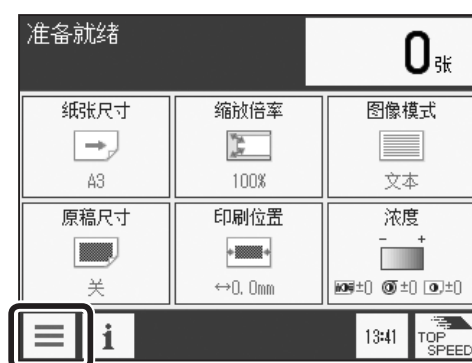 准备就绪
0张
纸张尺寸
缩放倍率
图像模式
A3
100%
文本
原稿尺寸
印刷位置
浓度
- +
关
↔0.0mm
±0 ±0 ±0
i
13:41
TOP
SPEED